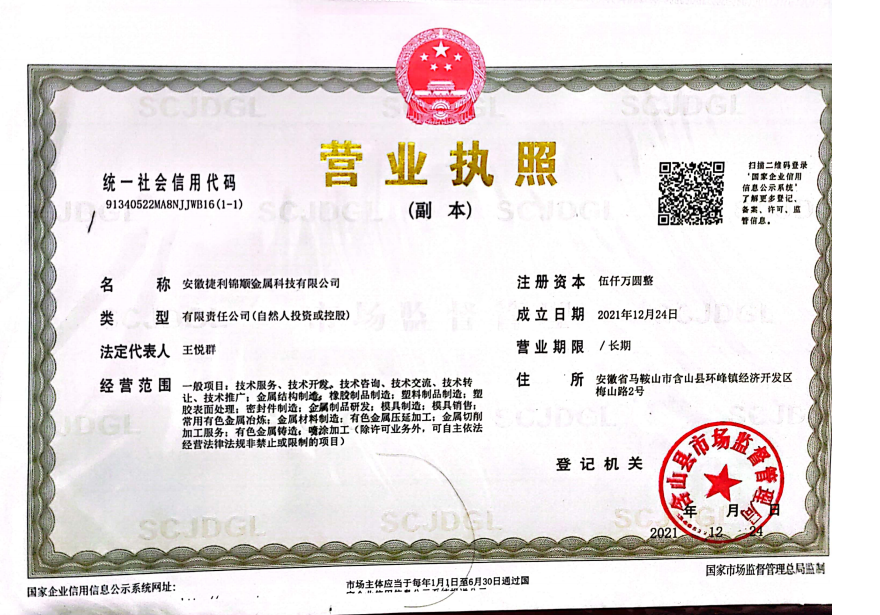 营业执照
(副 本)
统一社会信用代码
91340522MA8NJJWB16(1-1)
扫描二维码登录
‘国家企业信用
信息公示系统’
了解更多登记、
备案、许可、监
管信息。
名 称 安徽捷利锦顺金属科技有限公司
类 型 有限责任公司(自然人投资或控股)
法定代表人 王悦群
经营范围 一般项目：技术服务、技术开发、技术咨询、技术交流、技术转
让、技术推广；金属结构制造；橡胶制品制造；塑料制品制造；塑
胶表面处理；密封件制造；金属制品研发；模具制造；模具销售；
常用有色金属冶炼；金属材料制造；有色金属压延加工；金属切削
加工服务；有色金属铸造；喷涂加工（除许可业务外，可自主依法
经营法律法规非禁止或限制的项目）
注册资本 伍仟万圆整
成立日期 2021年12月24日
营业期限 /长期
住 所 安徽省马鞍山市含山县环峰镇经济开发区
梅山路2号
登记机关
含山县市场监督管理局
年 月 日
2021 12 24
国家企业信用信息公示系统网址：
市场主体应当于每年1月1日至6月30日通过国
国家市场监督管理总局监制
SCJDGL